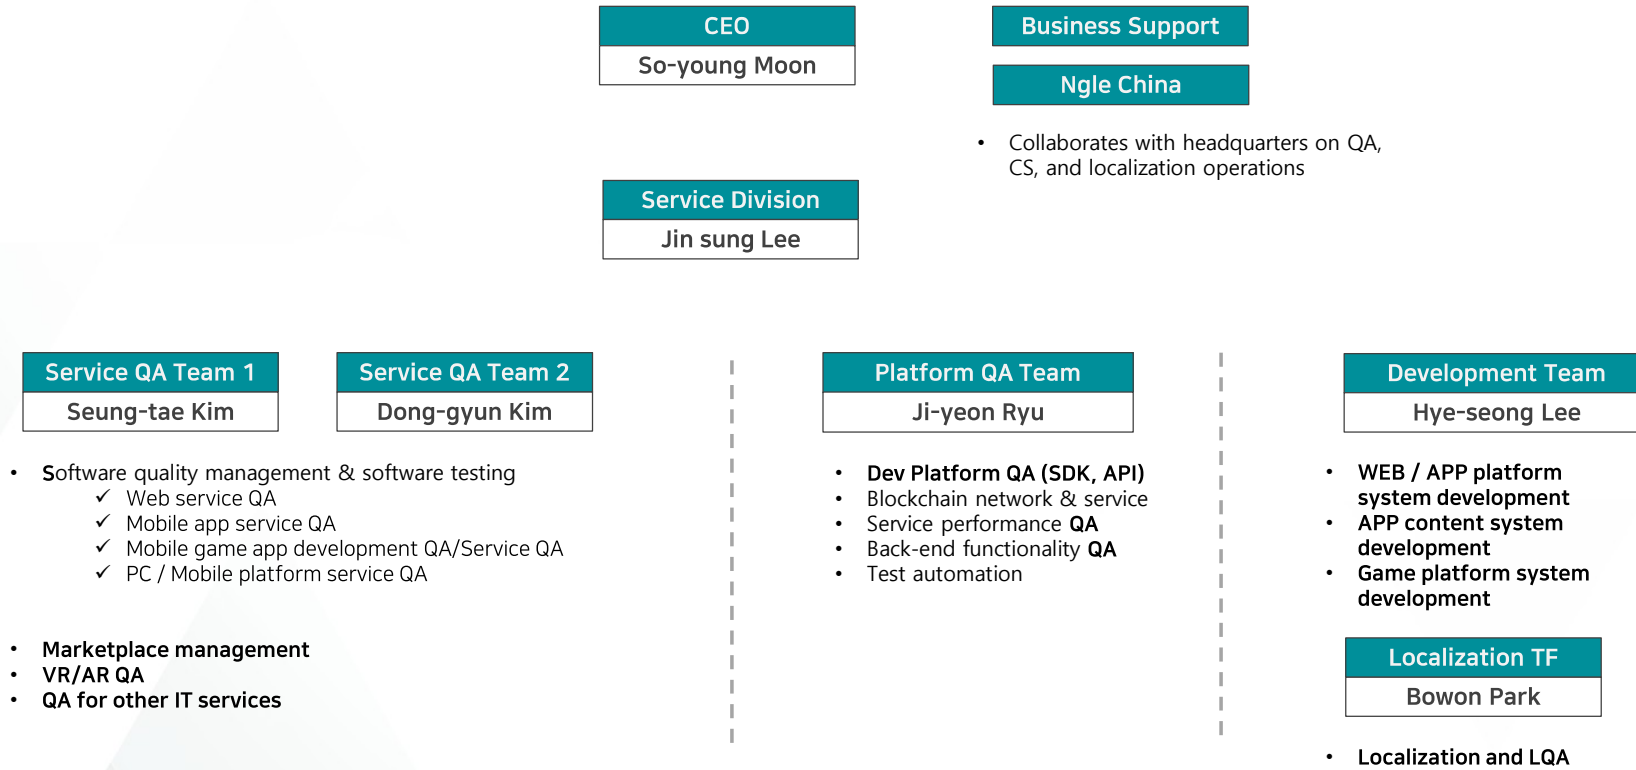 CEO
So-young Moon
Business Support
Ngle China
• Collaborates with headquarters on QA,
CS, and localization operations
Service Division
Jin sung Lee
Service QA Team 1
Seung-tae Kim
Service QA Team 2
Dong-gyun Kim
• Software quality management & software testing
✓ Web service QA
✓ Mobile app service QA
✓ Mobile game app development QA/Service QA
✓ PC / Mobile platform service QA
• Marketplace management
• VR/AR QA
• QA for other IT services
Platform QA Team
Ji-yeon Ryu
• Dev Platform QA (SDK, API)
• Blockchain network & service
• Service performance QA
• Back-end functionality QA
• Test automation
Development Team
Hye-seong Lee
• WEB / APP platform
system development
• APP content system
development
• Game platform system
development
Localization TF
Bowon Park
• Localization and LQA